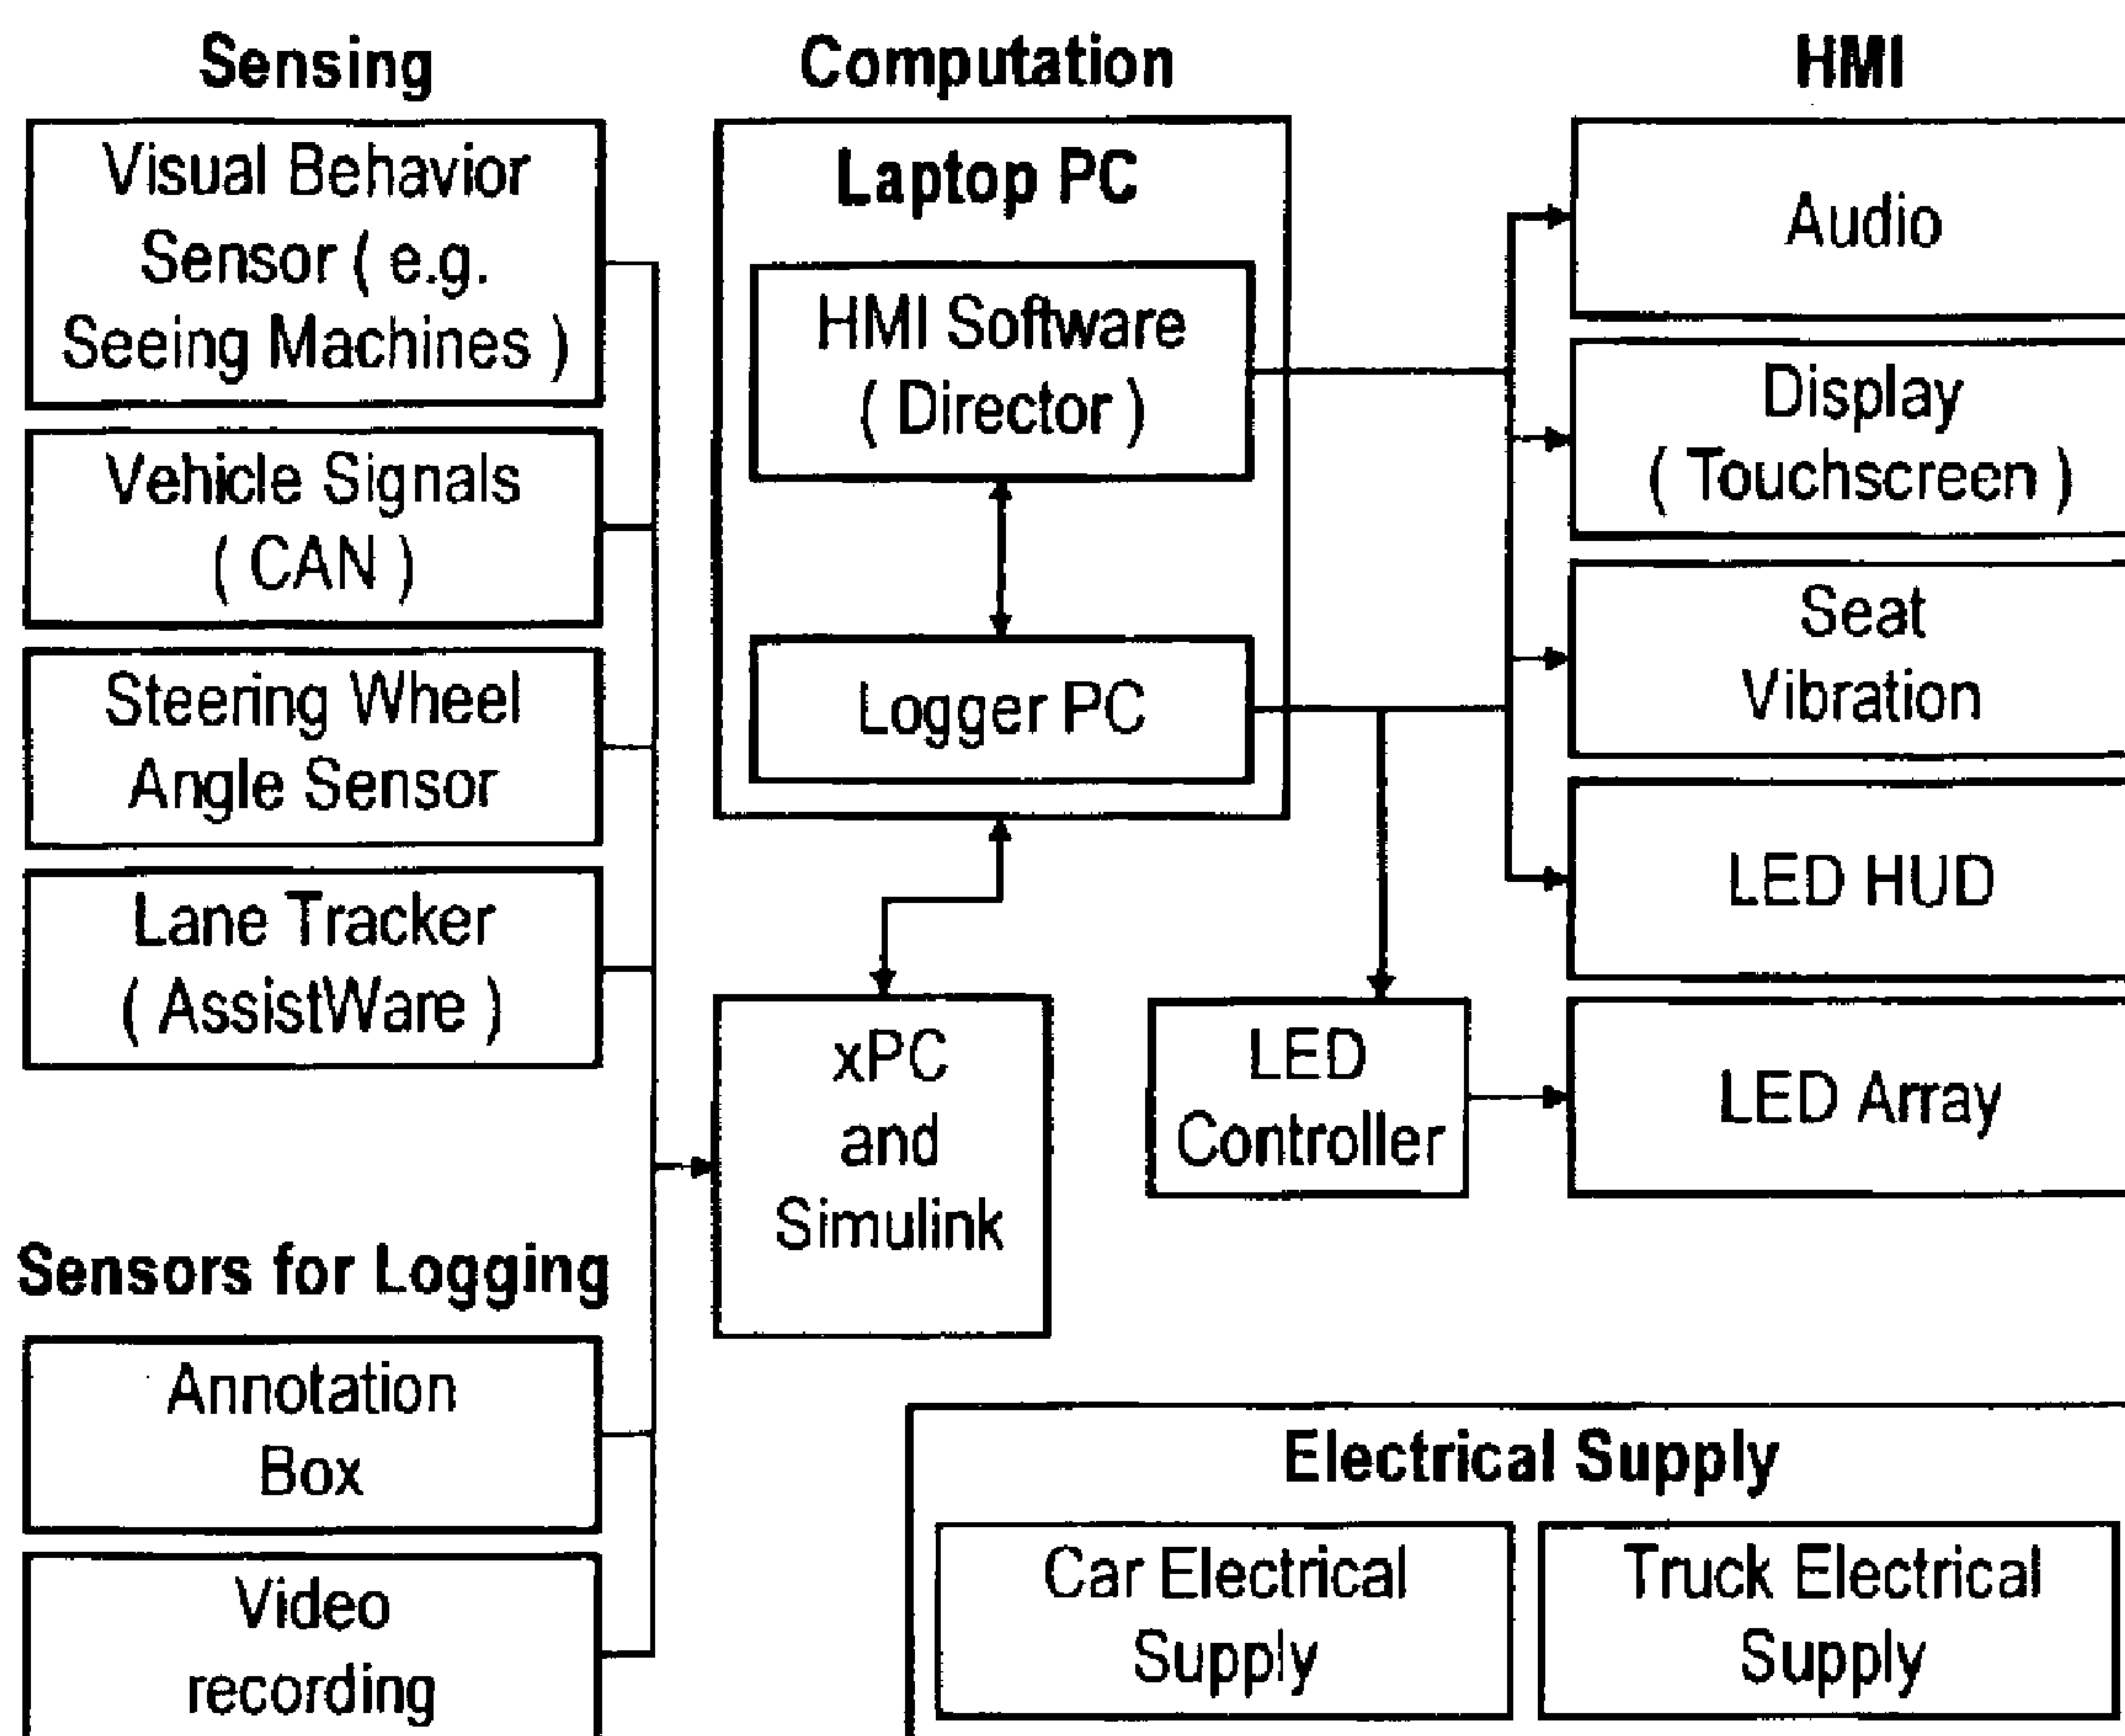 Sensing
Visual Behavior
Sensor ( e.g.
Seeing Machines )
Vehicle Signals
( CAN )
Steering Wheel
Angle Sensor
Lane Tracker
( AssistWare )
Sensors for Logging
Annotation
Box
Video
recording
Computation
Laptop PC
HMI Software
( Director )
Logger PC
xPC
and
Simulink
LED
Controller
HMI
Audio
Display
( Touchscreen )
Seat
Vibration
LED HUD
LED Array
Electrical Supply
Car Electrical
Supply
Truck Electrical
Supply